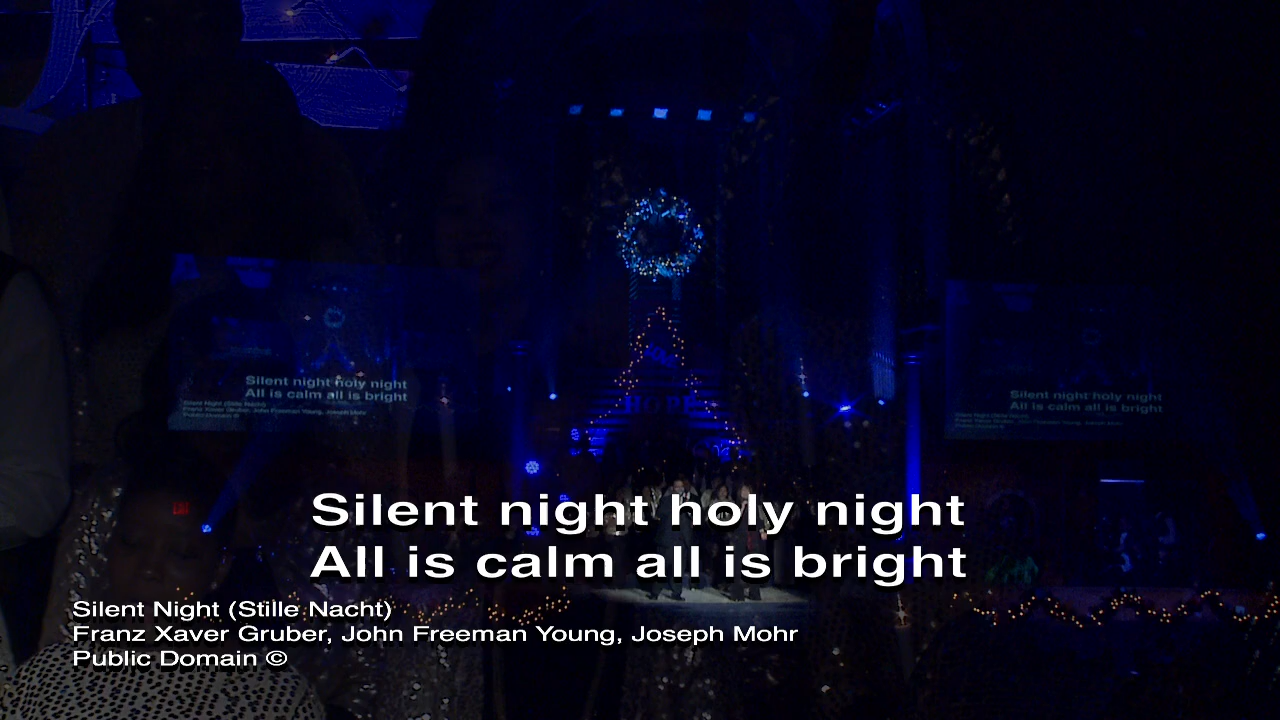 HOPE
Silent night holy night
All is calm all is bright
Silent night holy night
All is calm all is bright
Silent night holy night
All is calm all is bright
Silent Night (Stille Nacht)
Franz Xaver Gruber, John Freeman Young, Joseph Mohr
Public Domain ©